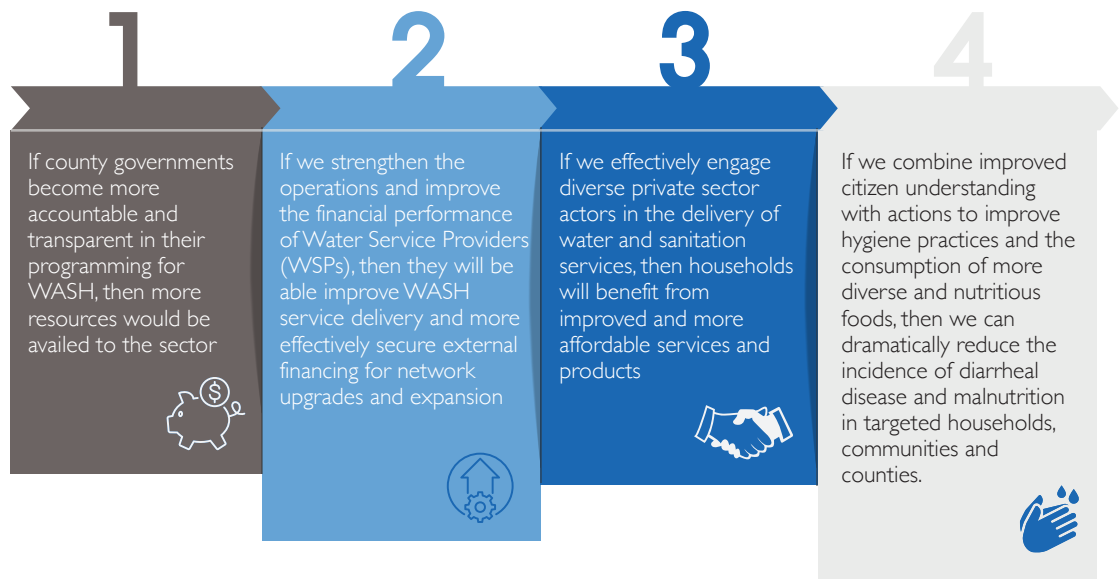 1
If county governments
become more
accountable and
transparent in their
programming for
WASH, then more
resources would be
availed to the sector
$
2
If we strengthen the
operations and improve
the financial performance
of Water Service Providers
(WSPs), then they will be
able improve WASH
service delivery and more
effectively secure external
financing for network
upgrades and expansion
3
If we effectively engage
diverse private sector
actors in the delivery of
water and sanitation
services, then households
will benefit from
improved and more
affordable services and
products
4
If we combine improved
citizen understanding
with actions to improve
hygiene practices and the
consumption of more
diverse and nutritious
foods, then we can
dramatically reduce the
incidence of diarrheal
disease and malnutrition
in targeted households,
communities and
counties.